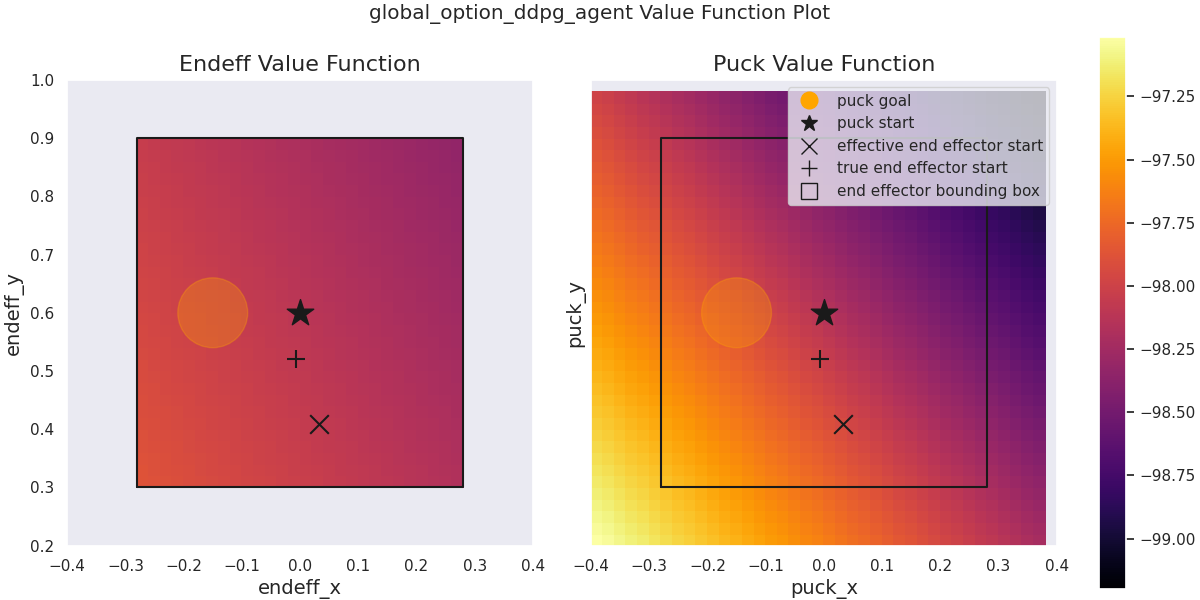 global_option_ddpg_agent Value Function Plot
Endeff Value Function
1.0
0.9
0.8
0.7
0.6
0.5
0.4
0.3
0.2
endeff_y
−0.4 −0.3 −0.2 −0.1 0.0 0.1 0.2 0.3 0.4
endeff_x
Puck Value Function
puck goal
puck start
effective end effector start
true end effector start
end effector bounding box
puck_y
−0.4 −0.3 −0.2 −0.1 0.0 0.1 0.2 0.3 0.4
puck_x
−97.25
−97.50
−97.75
−98.00
−98.25
−98.50
−98.75
−99.00